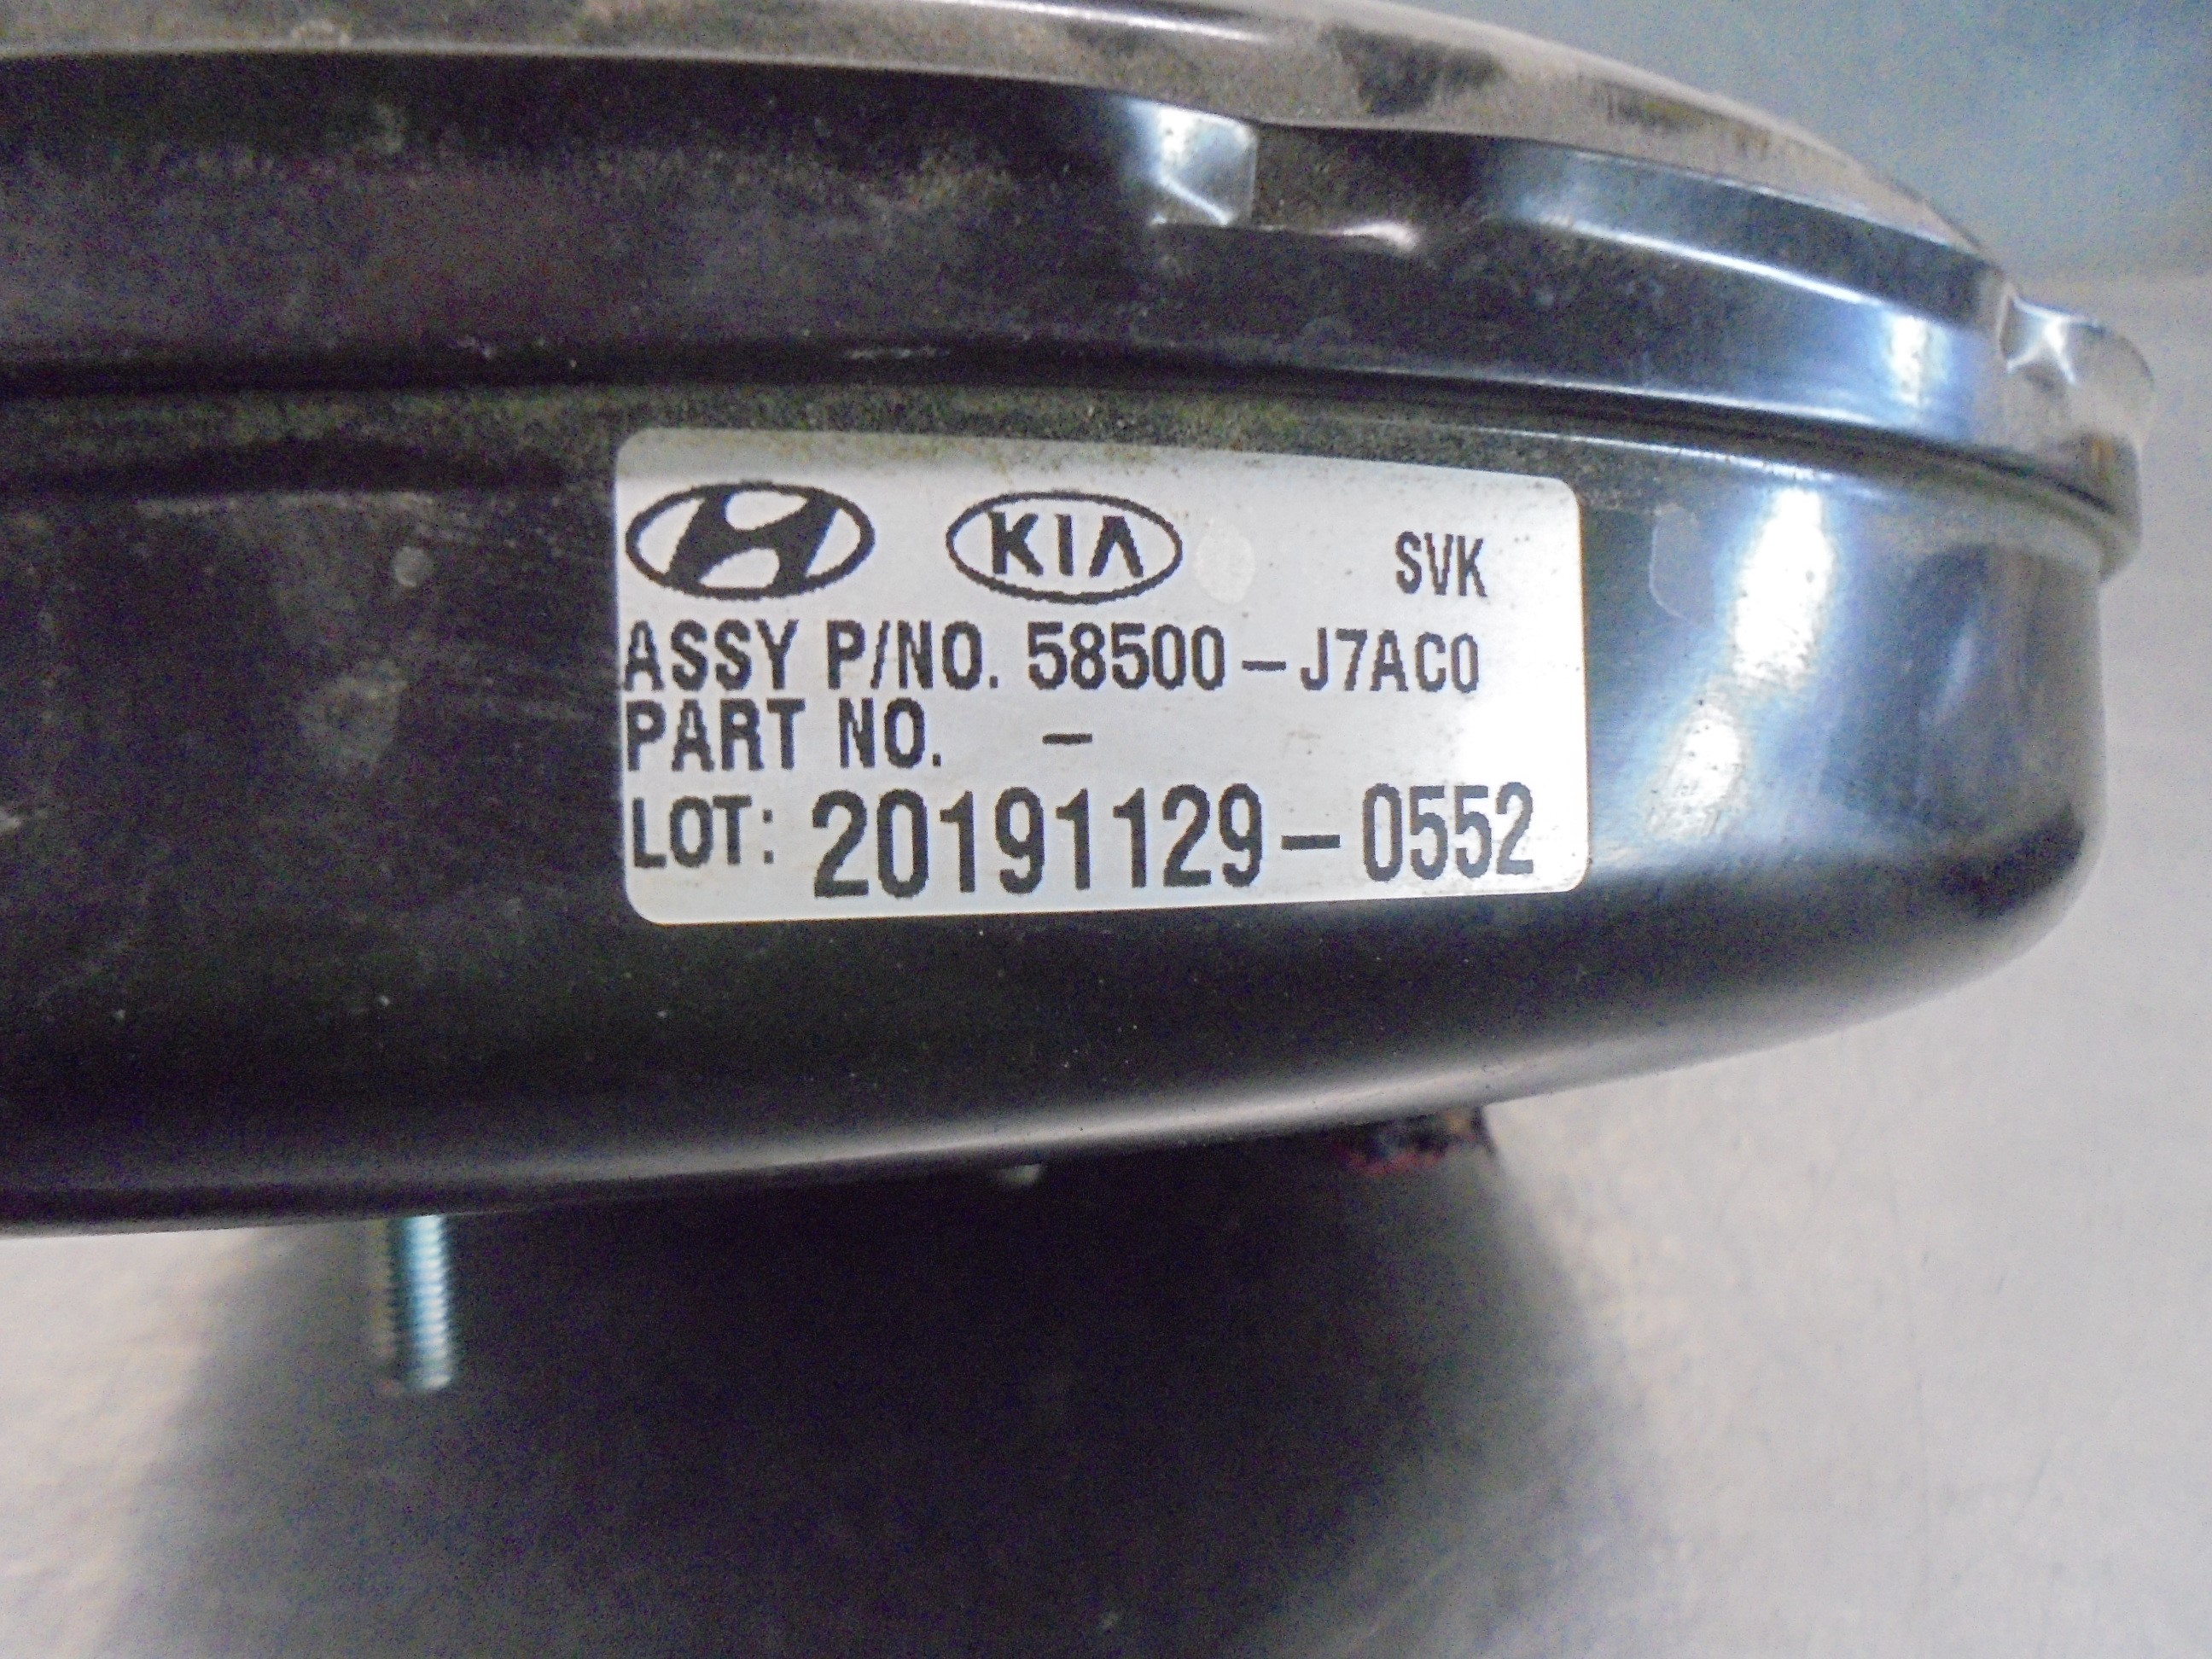 KIA SVK
ASSY P/NO. 58500-J7AC0
PART NO. -
LOT: 20191129-0552